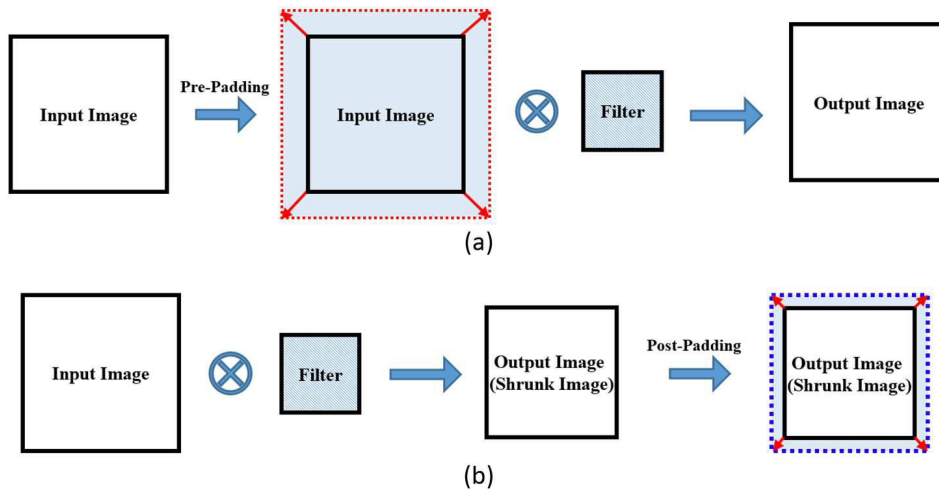 Input Image
Pre-Padding
Input Image
Filter
Output Image
(a)
Input Image
Filter
Output Image
(Shrunk Image)
Post-Padding
Output Image
(Shrunk Image)
(b)